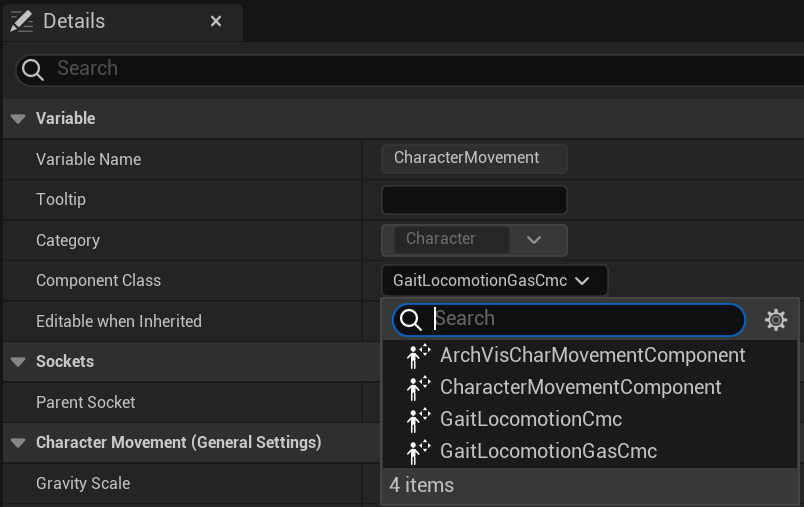 Details
Search
Variable
Variable Name CharacterMovement
Tooltip
Category Character
Component Class GaitLocomotionGasCmc
Editable when Inherited Search
Sockets ArchVisCharMovementComponent
CharacterMovementComponent
Parent Socket GaitLocomotionCmc
Character Movement (General Settings) GaitLocomotionGasCmc
Gravity Scale 4 items